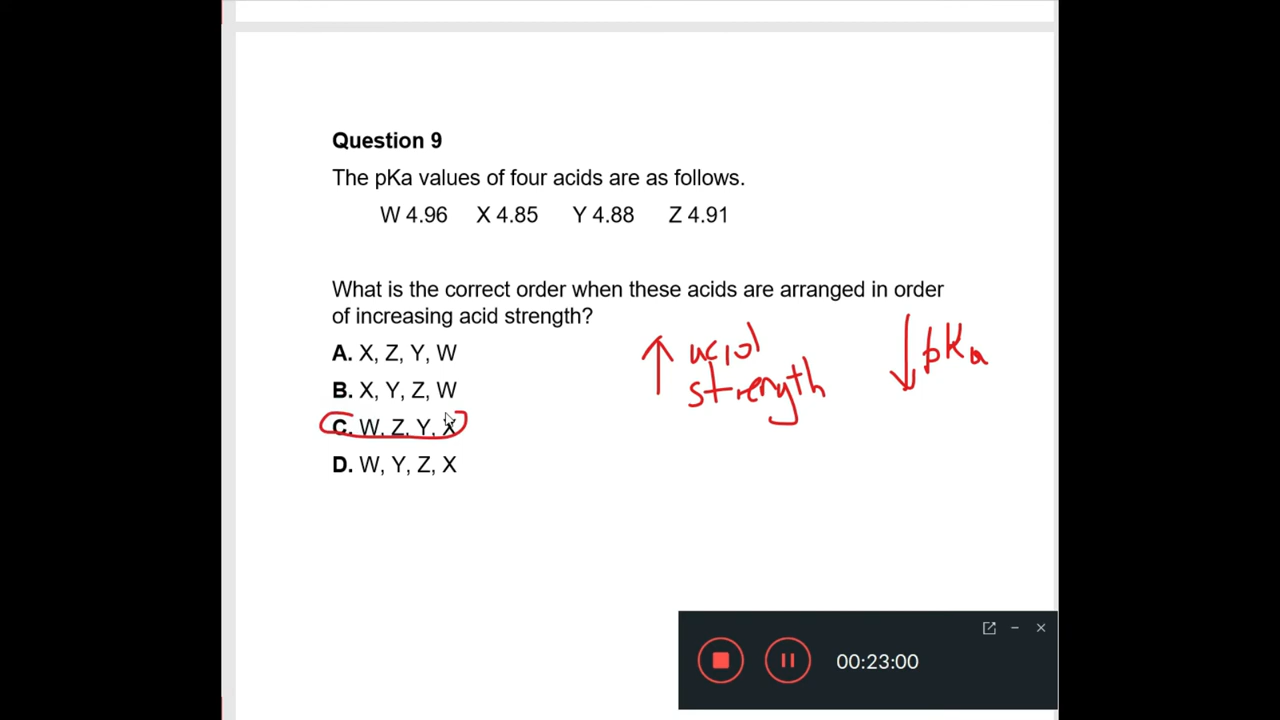 Question 9
The pKa values of four acids are as follows.
W 4.96 X 4.85 Y 4.88 Z 4.91
What is the correct order when these acids are arranged in order
of increasing acid strength?
A. X, Z, Y, W
B. X, Y, Z, W
C. W, Z, Y, X
D. W, Y, Z, X
↑ acid
strength
↓ pKa
00:23:00